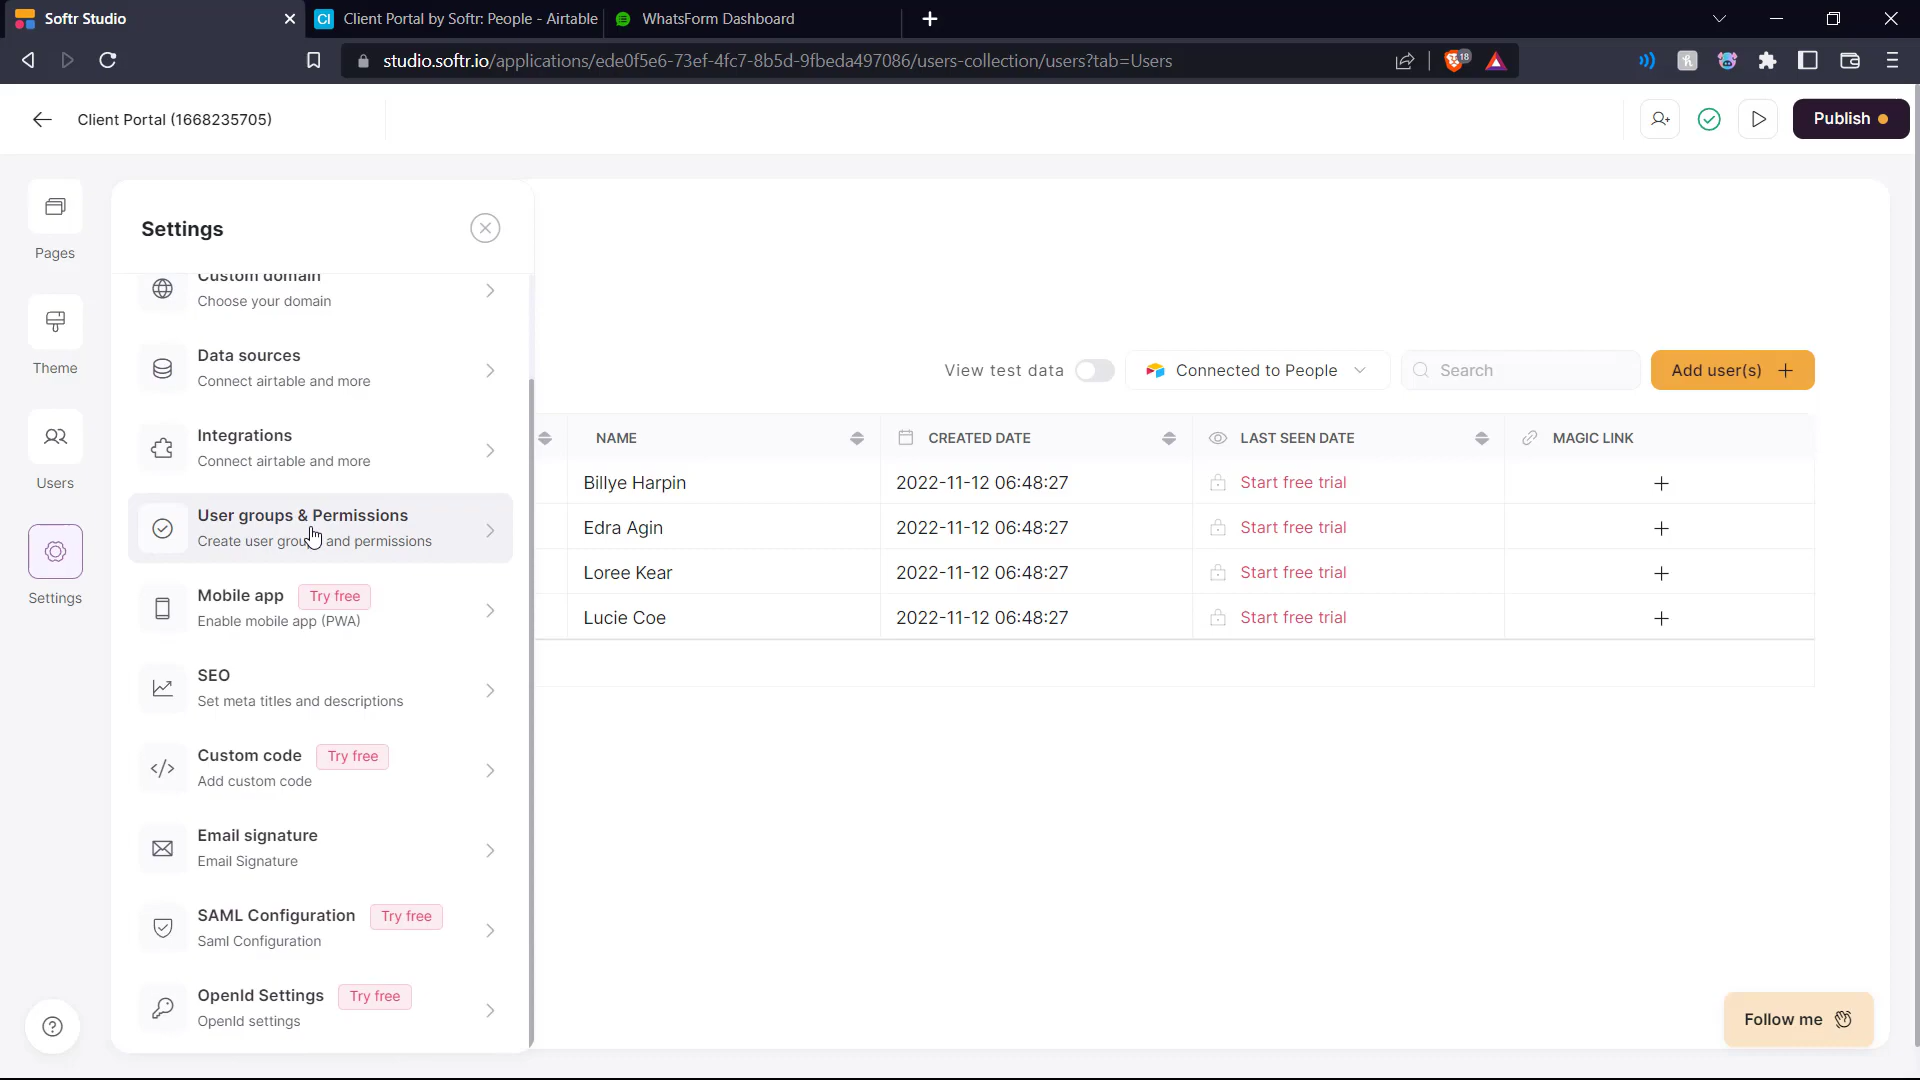 Softr Studio
CI Client Portal by Softr: People - Airtable
WhatsForm Dashboard
studio.softr.io/applications/ede0f5e6-73ef-4fc7-8b5d-9fbeda497086/users-collection/users?tab=Users
18
Client Portal (1668235705)
Publish
Pages
Theme
Users
Settings
Settings
Custom domain
Choose your domain
Data sources
Connect airtable and more
Integrations
Connect airtable and more
User groups & Permissions
Create user groups and permissions
Mobile app Try free
Enable mobile app (PWA)
SEO
Set meta titles and descriptions
Custom code Try free
Add custom code
Email signature
Email Signature
SAML Configuration Try free
Saml Configuration
OpenId Settings Try free
OpenId settings
View test data
Connected to People
Search
Add user(s) +
NAME CREATED DATE LAST SEEN DATE MAGIC LINK
Billye Harpin 2022-11-12 06:48:27 Start free trial +
Edra Agin 2022-11-12 06:48:27 Start free trial +
Loree Kear 2022-11-12 06:48:27 Start free trial +
Lucie Coe 2022-11-12 06:48:27 Start free trial +
Follow me